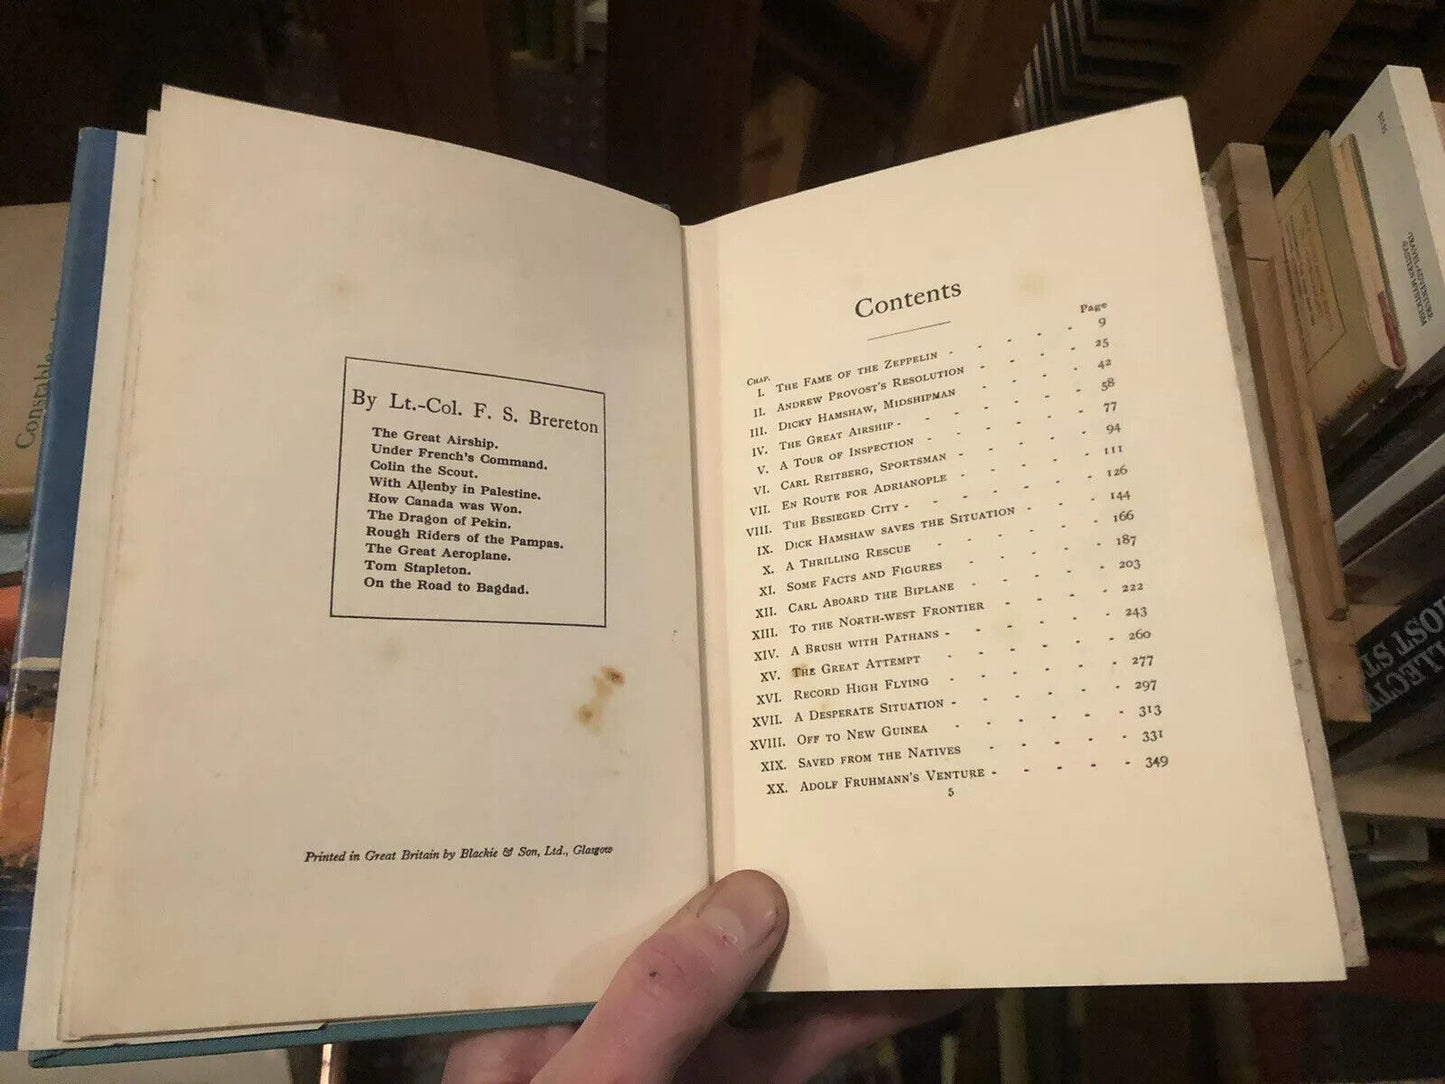 By Lt.-Col. F. S. Brereton
The Great Airship.
Under French's Command.
Colin the Scout.
With Allenby in Palestine.
How Canada was Won.
The Dragon of Pekin.
Rough Riders of the Pampas.
The Great Aeroplane.
Tom Stapleton.
On the Road to Bagdad.
Printed in Great Britain by Blackie & Son, Ltd., Glasgow
Contents
Chap. Page
I. The Fame of the Zeppelin - - - - 9
II. Andrew Provost's Resolution - - - - 25
III. Dicky Hamshaw, Midshipman - - - - 42
IV. The Great Airship - - - - - - 58
V. A Tour of Inspection - - - - - 77
VI. Carl Reitberg, Sportsman - - - - 94
VII. En Route for Adrianople - - - - 111
VIII. The Besieged City - - - - - - 126
IX. Dick Hamshaw saves the Situation - - - 144
X. A Thrilling Rescue - - - - - 166
XI. Some Facts and Figures - - - - - 187
XII. Carl Aboard the Biplane - - - - - 203
XIII. To the North-west Frontier - - - - 222
XIV. A Brush with Pathans - - - - - - 243
XV. The Great Attempt - - - - - - 260
XVI. Record High Flying - - - - - - 277
XVII. A Desperate Situation - - - - - - 297
XVIII. Off to New Guinea - - - - - - 313
XIX. Saved from the Natives - - - - - 331
XX. Adolf Fruhmann's Venture - - - - - 349
5
Constable